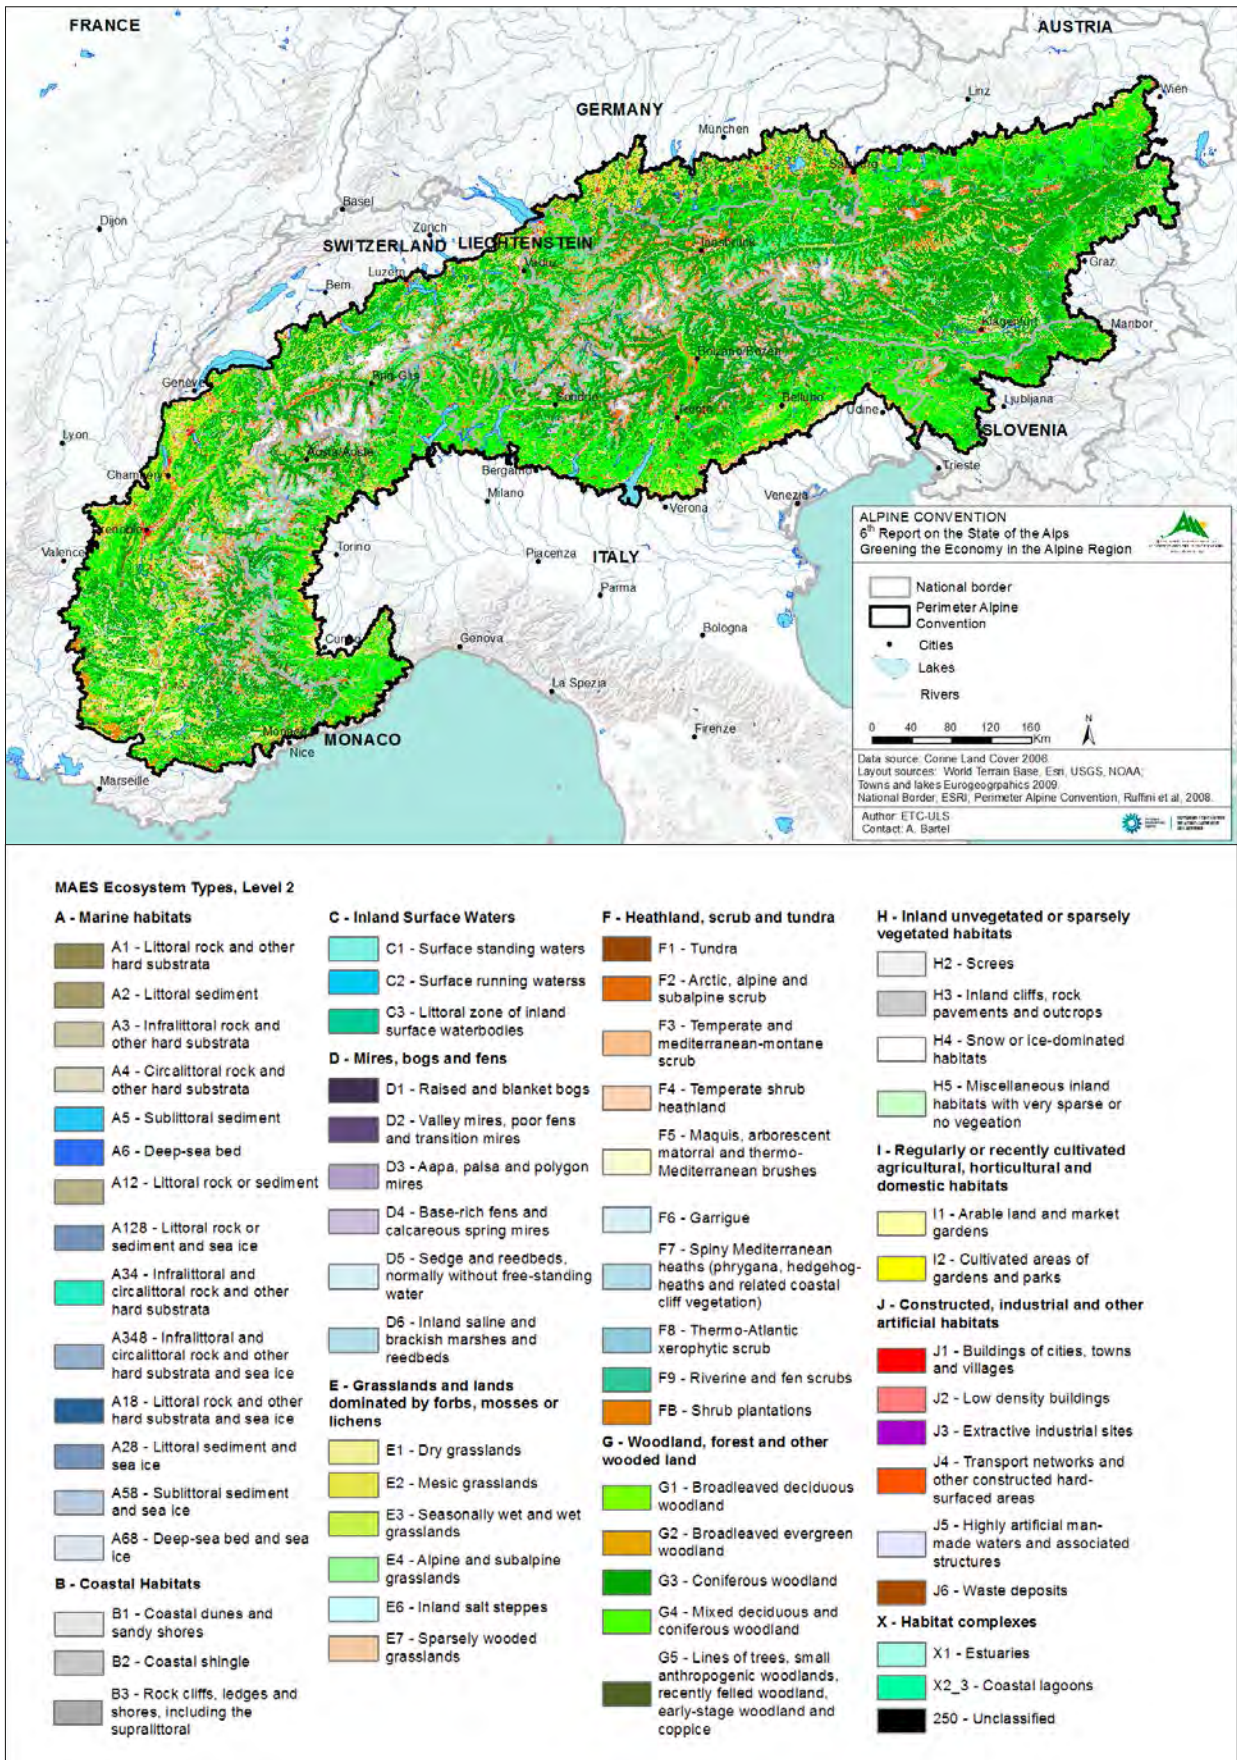 FRANCE
AUSTRIA
Linz
Wien
GERMANY
München
Basel
Dijon
Zürich
SWITZERLAND
LIECHTENSTEIN
Vaduz
Innsbruck
Luzern
Bern
Graz
Klagenfurt
Maribor
Bolzano/Bozen
Genève
Brig-Glis
Sondrio
Trento
Belluno
Udine
Ljubljana
SLOVENIA
Lyon
Aosta/Aoste
Chambéry
Bergamo
Milano
Trieste
Venezia
Verona
Grenoble
Valence
Torino
Piacenza
ITALY
Parma
Bologna
Cuneo
Genova
La Spezia
Firenze
Monaco
MONACO
Nice
Marseille
ALPINE CONVENTION
6th Report on the State of the Alps
Greening the Economy in the Alpine Region
National border
Perimeter Alpine
Convention
Cities
Lakes
Rivers
0 40 80 120 160
Km
N
Data source: Corine Land Cover 2006.
Layout sources: World Terrain Base, Esri, USGS, NOAA;
Towns and lakes Eurogeogrpahics 2009.
National Border, ESRI, Perimeter Alpine Convention, Ruffini et al, 2008.
Author: ETC-ULS
Contact: A. Bartel
MAES Ecosystem Types, Level 2
A - Marine habitats
A1 - Littoral rock and other
hard substrata
A2 - Littoral sediment
A3 - Infralittoral rock and
other hard substrata
A4 - Circalittoral rock and
other hard substrata
A5 - Sublittoral sediment
A6 - Deep-sea bed
A12 - Littoral rock or sediment
A128 - Littoral rock or
sediment and sea ice
A34 - Infralittoral and
circalittoral rock and other
hard substrata
A348 - Infralittoral and
circalittoral rock and other
hard substrata and sea ice
A18 - Littoral rock and other
hard substrata and sea ice
A28 - Littoral sediment and
sea ice
A58 - Sublittoral sediment
and sea ice
A68 - Deep-sea bed and sea
ice
B - Coastal Habitats
B1 - Coastal dunes and
sandy shores
B2 - Coastal shingle
B3 - Rock cliffs, ledges and
shores, including the
supralittoral
C - Inland Surface Waters
C1 - Surface standing waters
C2 - Surface running waterss
C3 - Littoral zone of inland
surface waterbodies
D - Mires, bogs and fens
D1 - Raised and blanket bogs
D2 - Valley mires, poor fens
and transition mires
D3 - Aapa, palsa and polygon
mires
D4 - Base-rich fens and
calcareous spring mires
D5 - Sedge and reedbeds,
normally without free-standing
water
D6 - Inland saline and
brackish marshes and
reedbeds
E - Grasslands and lands
dominated by forbs, mosses or
lichens
E1 - Dry grasslands
E2 - Mesic grasslands
E3 - Seasonally wet and wet
grasslands
E4 - Alpine and subalpine
grasslands
E6 - Inland salt steppes
E7 - Sparsely wooded
grasslands
F - Heathland, scrub and tundra
F1 - Tundra
F2 - Arctic, alpine and
subalpine scrub
F3 - Temperate and
mediterranean-montane
scrub
F4 - Temperate shrub
heathland
F5 - Maquis, arborescent
matorral and thermo-
Mediterranean brushes
F6 - Garrigue
F7 - Spiny Mediterranean
heaths (phrygana, hedgehog-
heaths and related coastal
cliff vegetation)
F8 - Thermo-Atlantic
xerophytic scrub
F9 - Riverine and fen scrubs
FB - Shrub plantations
G - Woodland, forest and other
wooded land
G1 - Broadleaved deciduous
woodland
G2 - Broadleaved evergreen
woodland
G3 - Coniferous woodland
G4 - Mixed deciduous and
coniferous woodland
G5 - Lines of trees, small
anthropogenic woodlands,
recently felled woodland,
early-stage woodland and
coppice
H - Inland unvegetated or sparsely
vegetated habitats
H2 - Screes
H3 - Inland cliffs, rock
pavements and outcrops
H4 - Snow or ice-dominated
habitats
H5 - Miscellaneous inland
habitats with very sparse or
no vegeation
I - Regularly or recently cultivated
agricultural, horticultural and
domestic habitats
I1 - Arable land and market
gardens
I2 - Cultivated areas of
gardens and parks
J - Constructed, industrial and other
artificial habitats
J1 - Buildings of cities, towns
and villages
J2 - Low density buildings
J3 - Extractive industrial sites
J4 - Transport networks and
other constructed hard-
surfaced areas
J5 - Highly artificial man-
made waters and associated
structures
J6 - Waste deposits
X - Habitat complexes
X1 - Estuaries
X2_3 - Coastal lagoons
250 - Unclassified